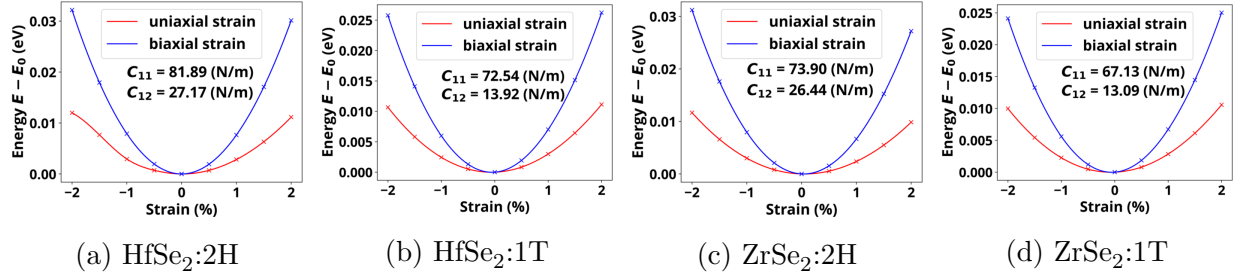 Energy E − E0 (eV)
0.03
0.02
0.01
0.00
uniaxial strain
biaxial strain
C11 = 81.89 (N/m)
C12 = 27.17 (N/m)
−2 −1 0 1 2
Strain (%)
(a) HfSe2:2H
Energy E − E0 (eV)
0.025
0.020
0.015
0.010
0.005
0.000
uniaxial strain
biaxial strain
C11 = 72.54 (N/m)
C12 = 13.92 (N/m)
−2 −1 0 1 2
Strain (%)
(b) HfSe2:1T
Energy E − E0 (eV)
0.03
0.02
0.01
0.00
uniaxial strain
biaxial strain
C11 = 73.90 (N/m)
C12 = 26.44 (N/m)
−2 −1 0 1 2
Strain (%)
(c) ZrSe2:2H
Energy E − E0 (eV)
0.025
0.020
0.015
0.010
0.005
0.000
uniaxial strain
biaxial strain
C11 = 67.13 (N/m)
C12 = 13.09 (N/m)
−2 −1 0 1 2
Strain (%)
(d) ZrSe2:1T